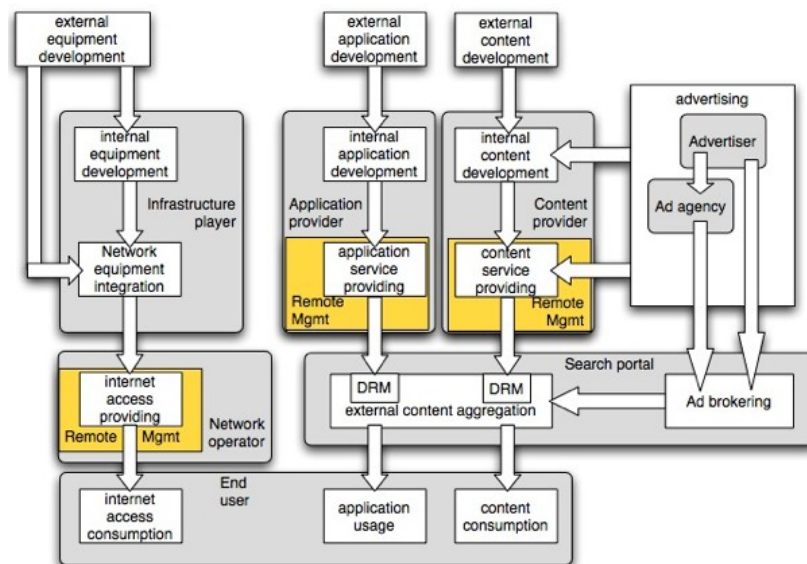 external
equipment
development
external
application
development
external
content
development
advertising
Advertiser
Ad agency
internal
equipment
development
Infrastructure
player
Network
equipment
integration
internal
application
development
Application
provider
application
service
providing
Remote
Mgmt
internal
content
development
Content
provider
content
service
providing
Remote
Mgmt
internet
access
providing
Remote Mgmt
Network
operator
Search portal
DRM
DRM
external content aggregation
Ad brokering
End
user
internet
access
consumption
application
usage
content
consumption